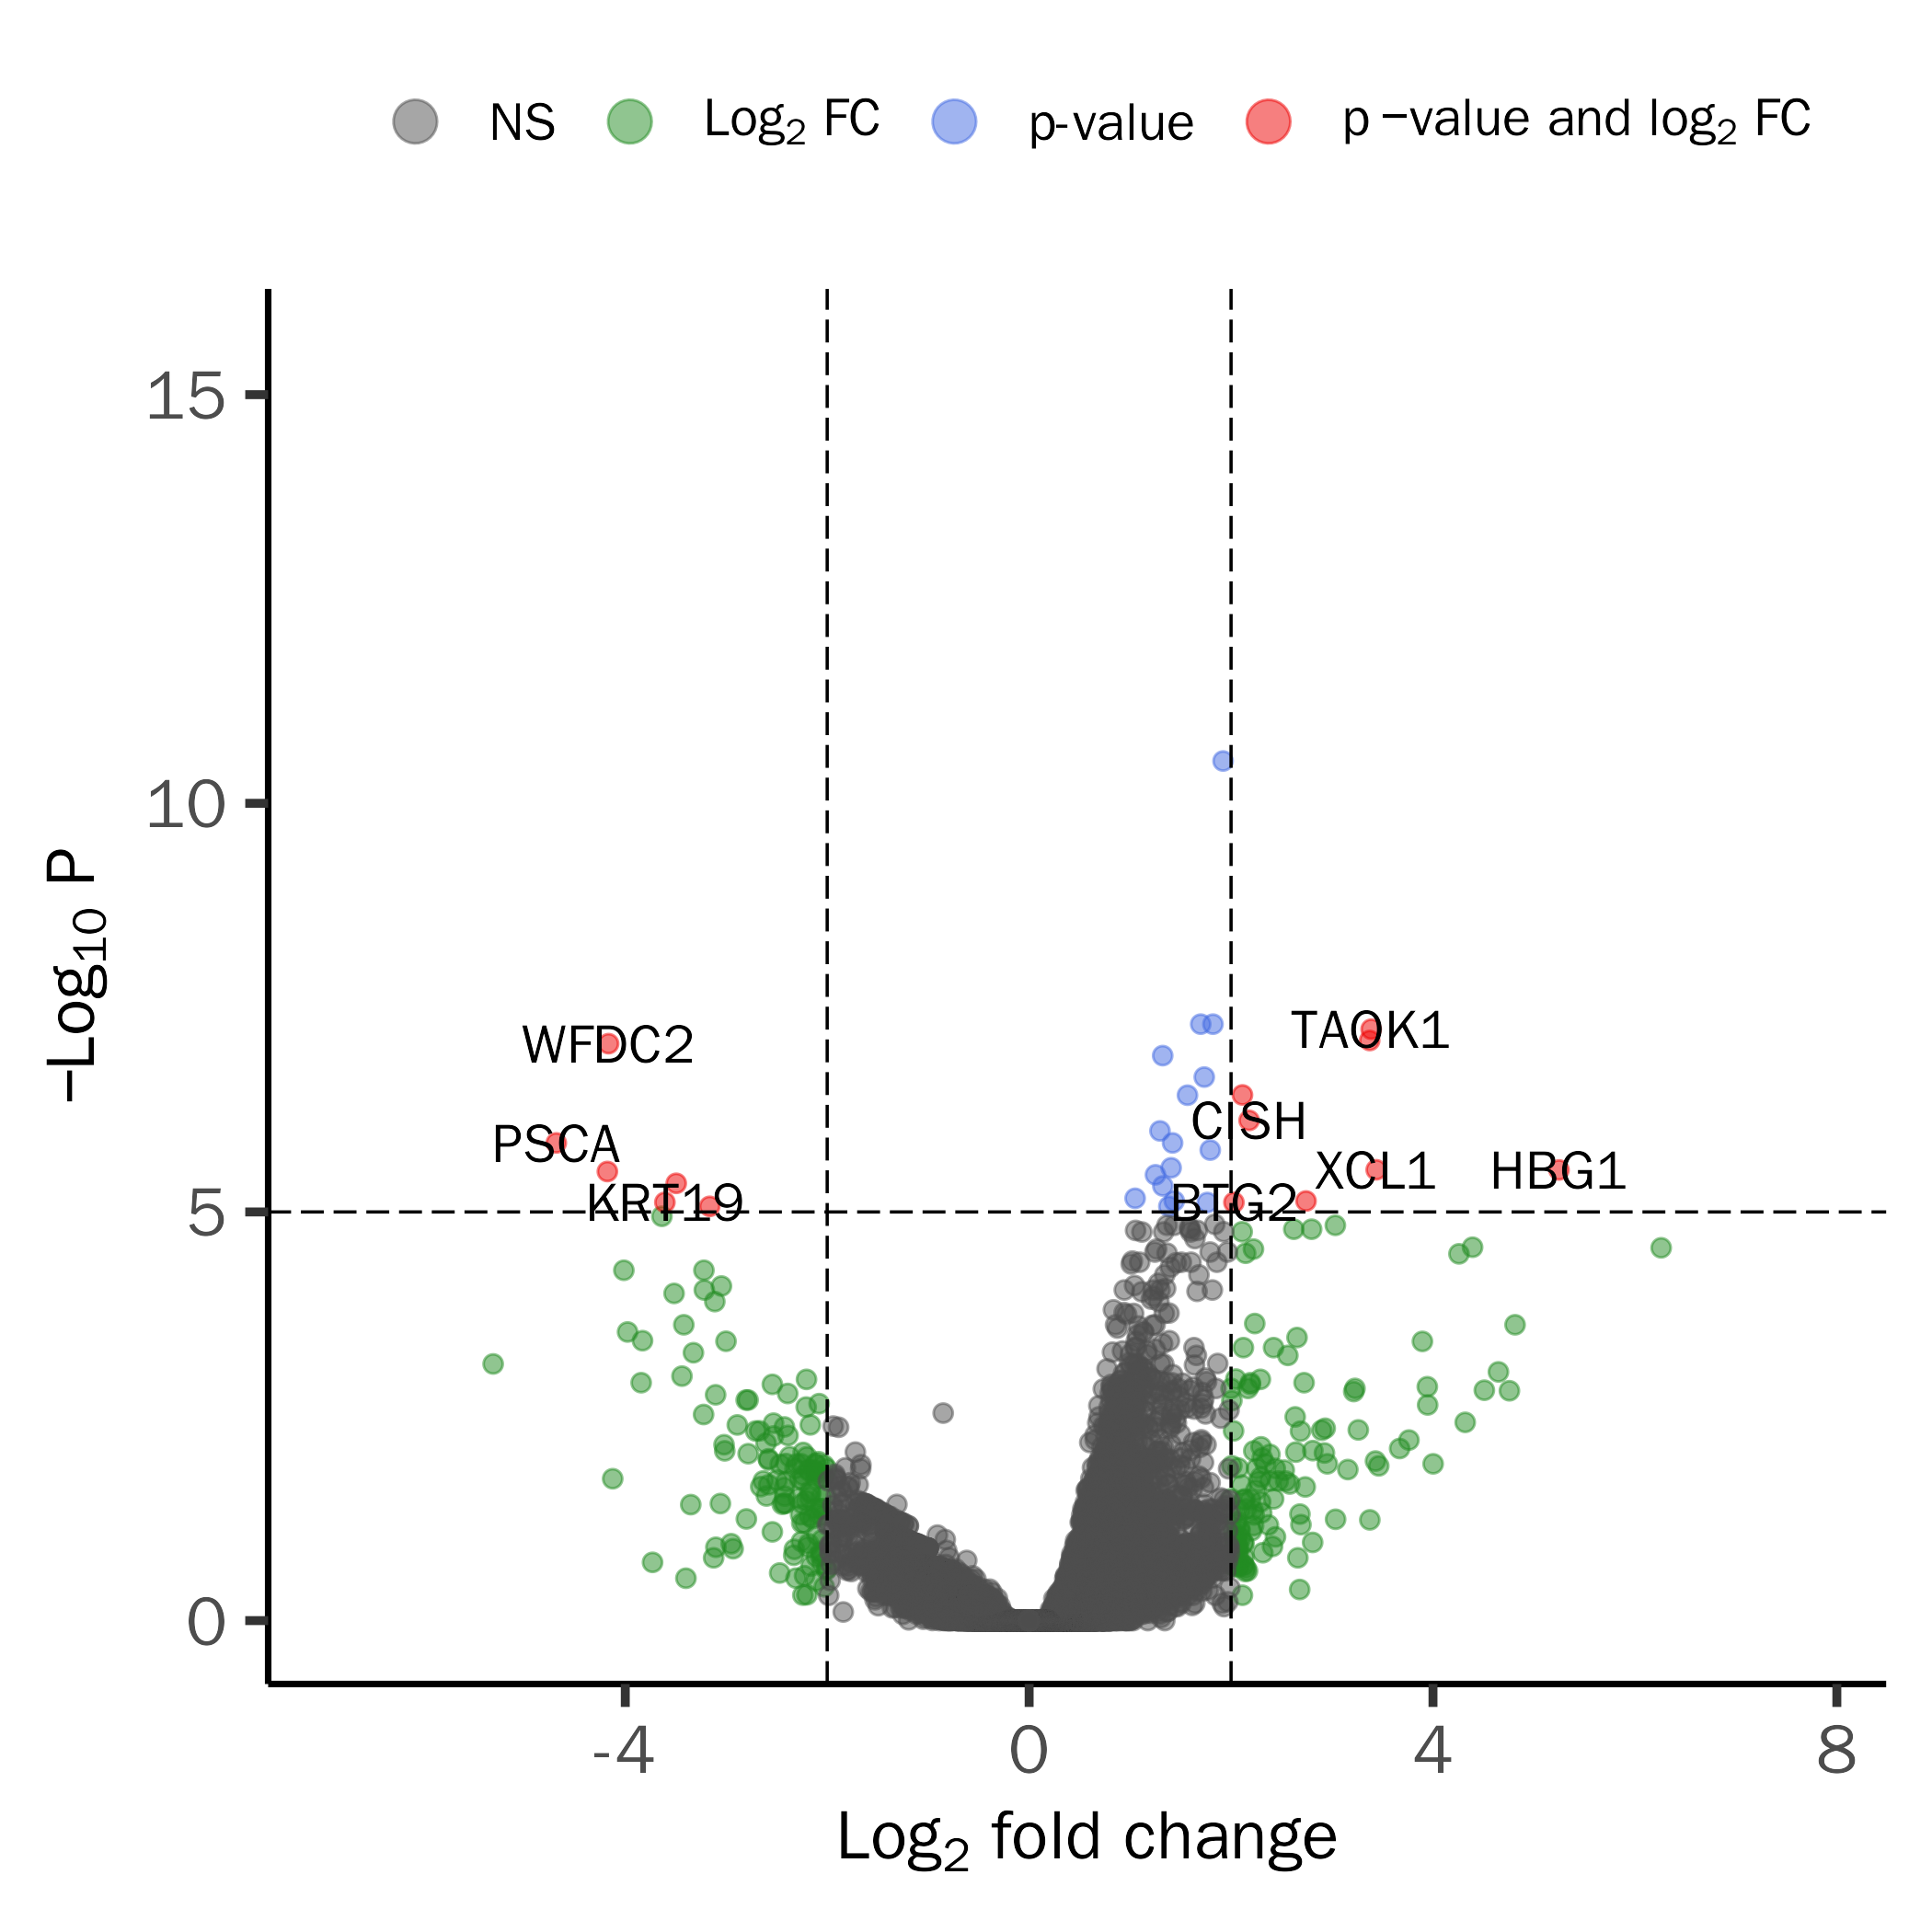 NS Log₂ FC p-value p −value and log₂ FC
15
10
5
0
−Log₁₀ P
WFDC2
TAOK1
CISH
PSCA
XCL1 HBG1
KRT19
BTG2
-4 0 4 8
Log₂ fold change